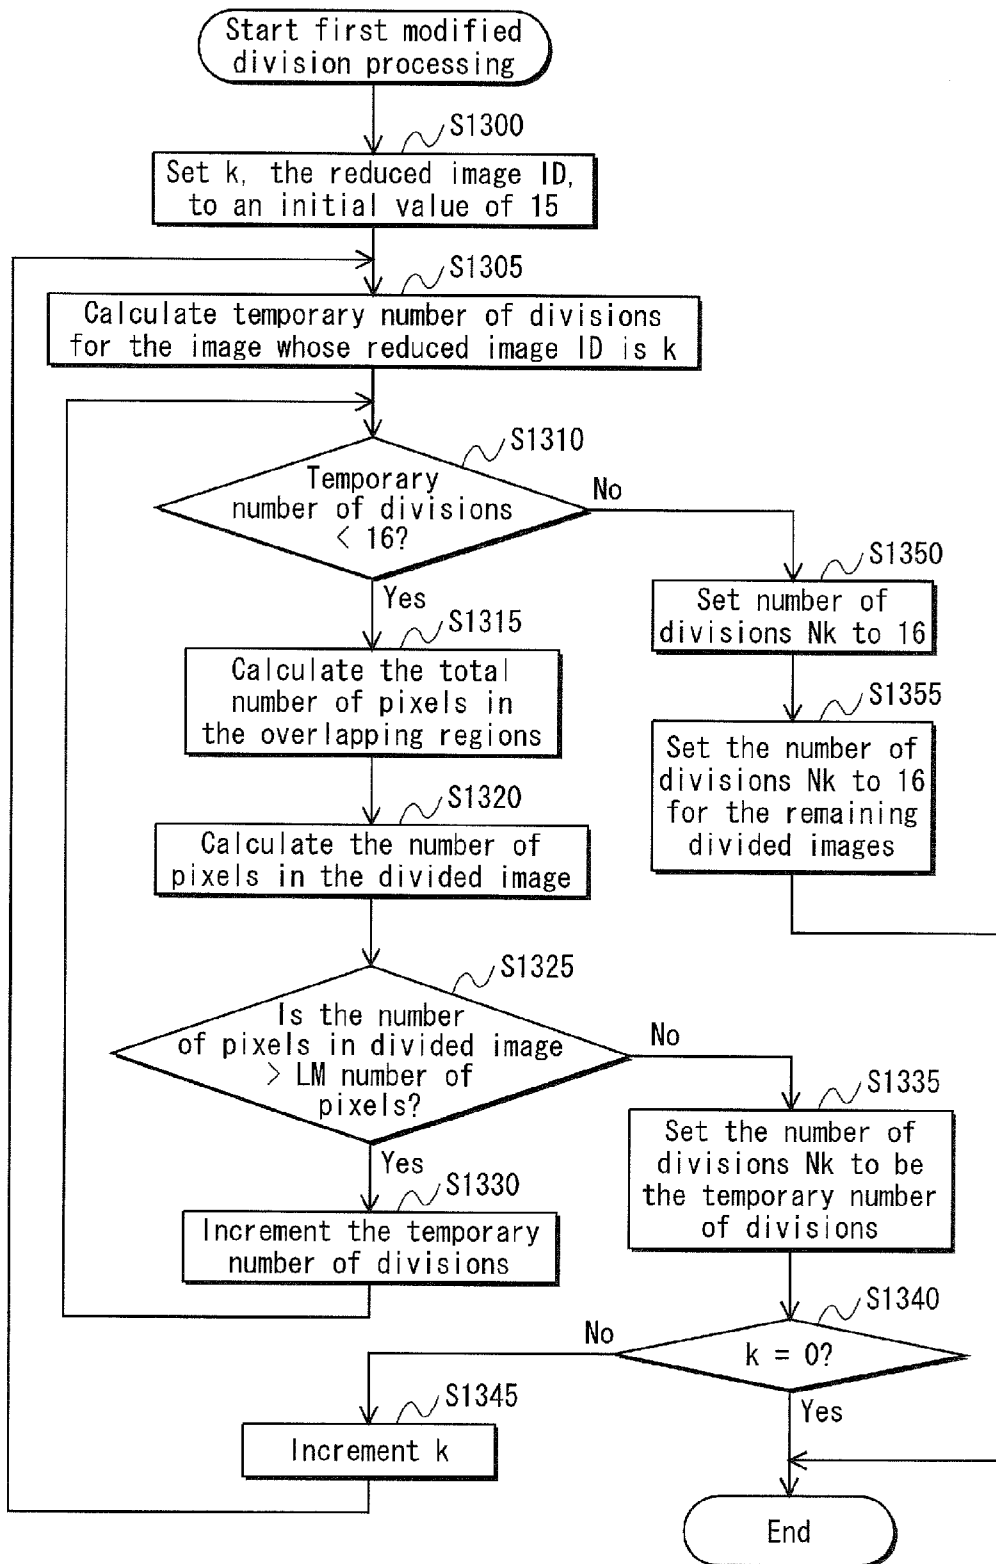 Start first modified
division processing
S1300
Set k, the reduced image ID,
to an initial value of 15
S1305
Calculate temporary number of divisions
for the image whose reduced image ID is k
S1310
Temporary
number of divisions
< 16?
No
Yes
S1350
Set number of
divisions Nk to 16
S1315
Calculate the total
number of pixels in
the overlapping regions
S1355
Set the number of
divisions Nk to 16
for the remaining
divided images
S1320
Calculate the number of
pixels in the divided image
S1325
Is the number
of pixels in divided image
> LM number of
pixels?
No
Yes
S1335
Set the number of
divisions Nk to be
the temporary number
of divisions
S1330
Increment the temporary
number of divisions
S1340
k = 0?
No
Yes
S1345
Increment k
End